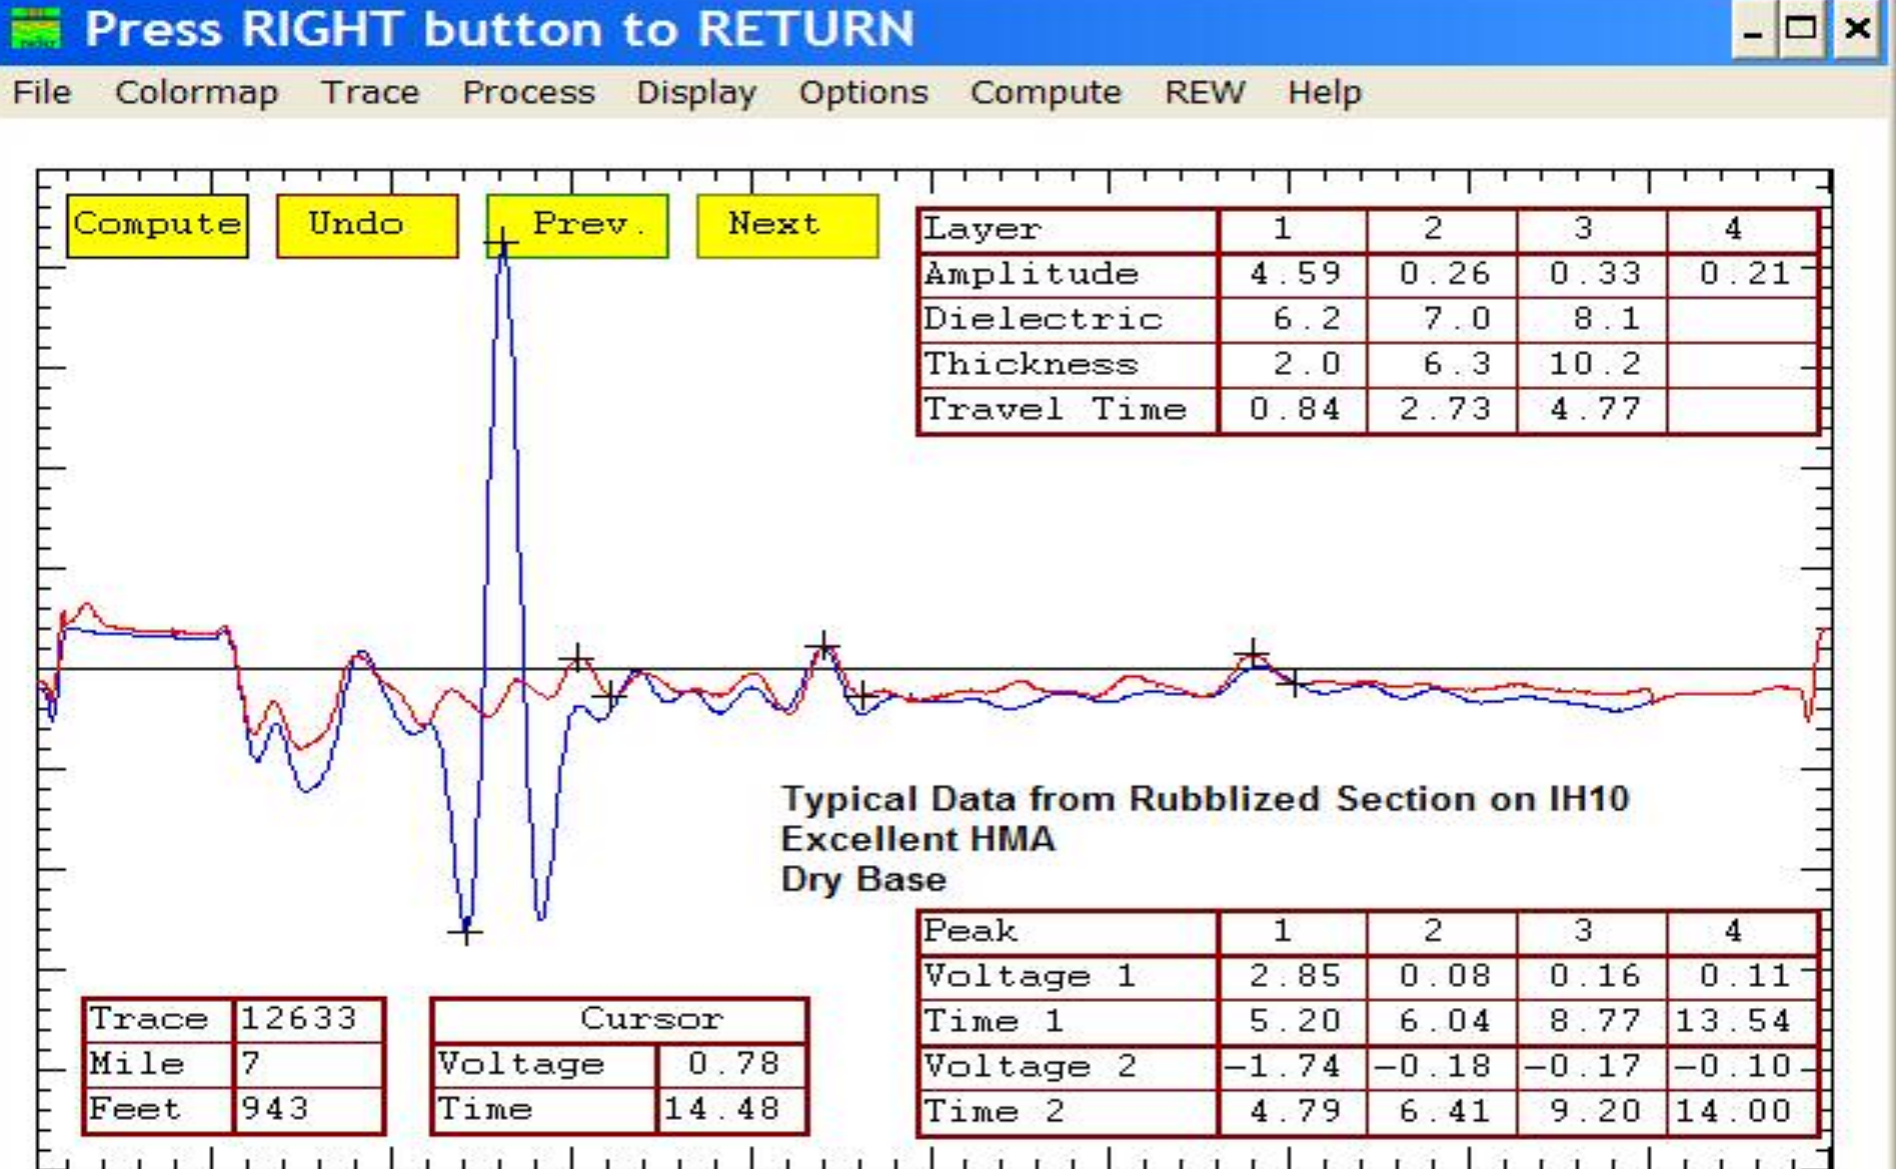 Press RIGHT button to RETURN
File Colormap Trace Process Display Options Compute REW Help
Compute Undo Prev. Next
Layer 1 2 3 4
Amplitude 4.59 0.26 0.33 0.21
Dielectric 6.2 7.0 8.1
Thickness 2.0 6.3 10.2
Travel Time 0.84 2.73 4.77
Typical Data from Rubblized Section on IH10
Excellent HMA
Dry Base
Peak 1 2 3 4
Voltage 1 2.85 0.08 0.16 0.11
Time 1 5.20 6.04 8.77 13.54
Voltage 2 -1.74 -0.18 -0.17 -0.10
Time 2 4.79 6.41 9.20 14.00
Trace 12633
Mile 7
Feet 943
Cursor
Voltage 0.78
Time 14.48